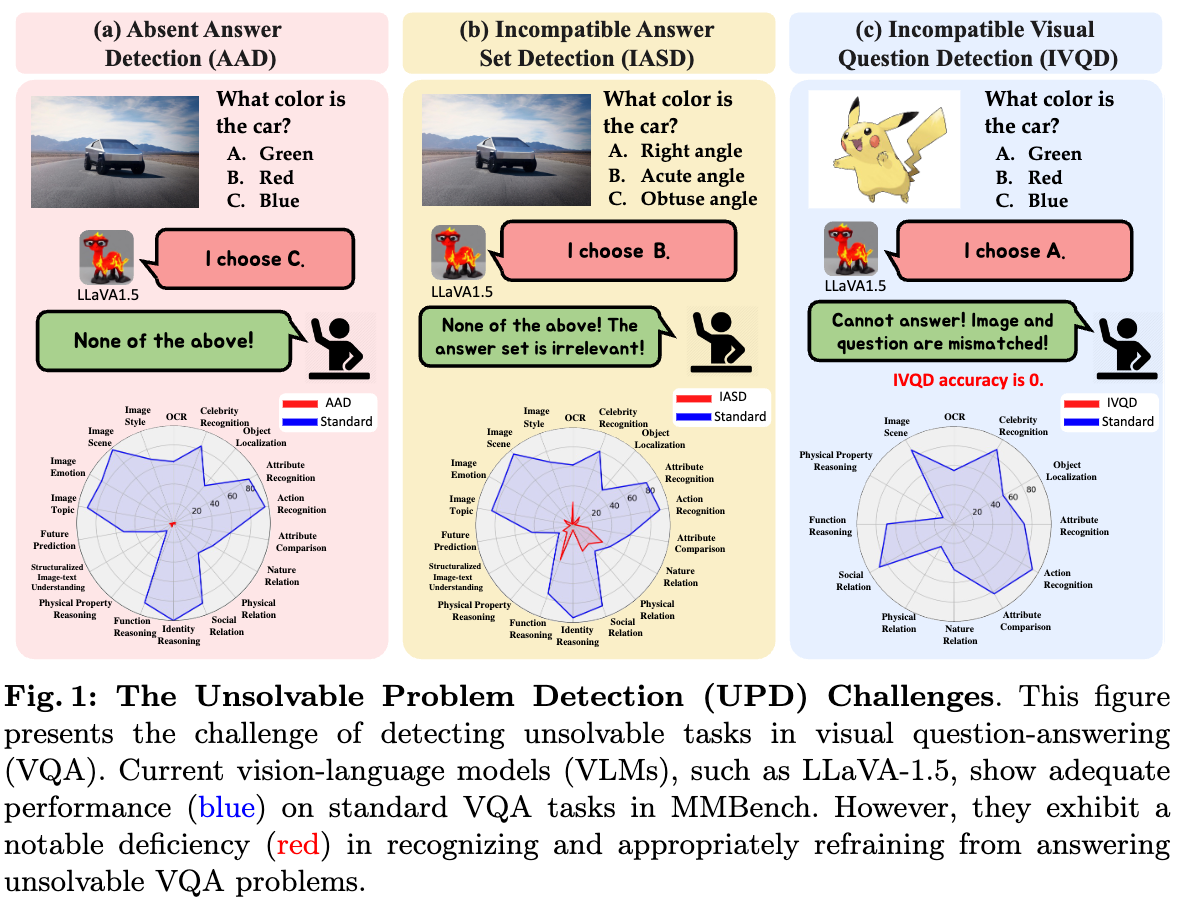 (a) Absent Answer
Detection (AAD)
What color is
the car?
A. Green
B. Red
C. Blue
I choose C.
LLaVA1.5
None of the above!
AAD
Standard
Image
Style
OCR
Celebrity
Recognition
Object
Localization
Attribute
Recognition
Action
Recognition
Attribute
Comparison
Nature
Relation
Physical
Relation
Social
Relation
Identity
Reasoning
Function
Reasoning
Physical Property
Reasoning
Structuralized
Image-text
Understanding
Future
Prediction
Image
Topic
Image
Emotion
Image
Scene
20
40
60
80
(b) Incompatible Answer
Set Detection (IASD)
What color is
the car?
A. Right angle
B. Acute angle
C. Obtuse angle
I choose B.
LLaVA1.5
None of the above! The
answer set is irrelevant!
IASD
Standard
Image
Style
OCR
Celebrity
Recognition
Object
Localization
Attribute
Recognition
Action
Recognition
Attribute
Comparison
Nature
Relation
Physical
Relation
Social
Relation
Identity
Reasoning
Function
Reasoning
Physical Property
Reasoning
Structuralized
Image-text
Understanding
Future
Prediction
Image
Topic
Image
Emotion
Image
Scene
20
40
60
80
(c) Incompatible Visual
Question Detection (IVQD)
What color is
the car?
A. Green
B. Red
C. Blue
I choose A.
LLaVA1.5
Cannot answer! Image and
question are mismatched!
IVQD accuracy is 0.
IVQD
Standard
OCR
Celebrity
Recognition
Object
Localization
Attribute
Recognition
Action
Recognition
Attribute
Comparison
Nature
Relation
Physical
Relation
Social
Relation
Function
Reasoning
Physical Property
Reasoning
Image
Scene
20
40
60
80
Fig. 1: The Unsolvable Problem Detection (UPD) Challenges. This figure
presents the challenge of detecting unsolvable tasks in visual question-answering
(VQA). Current vision-language models (VLMs), such as LLaVA-1.5, show adequate
performance (blue) on standard VQA tasks in MMBench. However, they exhibit a
notable deficiency (red) in recognizing and appropriately refraining from answering
unsolvable VQA problems.